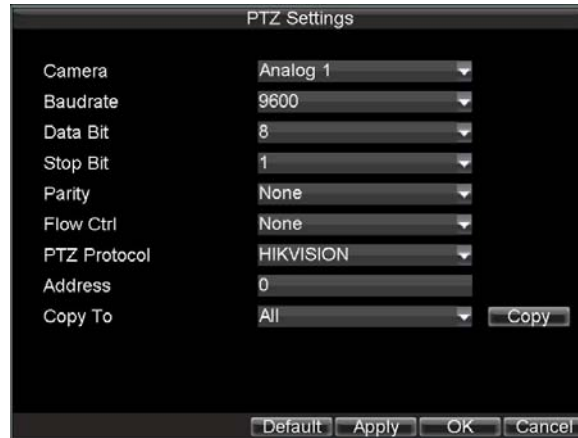 PTZ Settings
Camera Analog 1
Baudrate 9600
Data Bit 8
Stop Bit 1
Parity None
Flow Ctrl None
PTZ Protocol HIKVISION
Address 0
Copy To All Copy
Default Apply OK Cancel